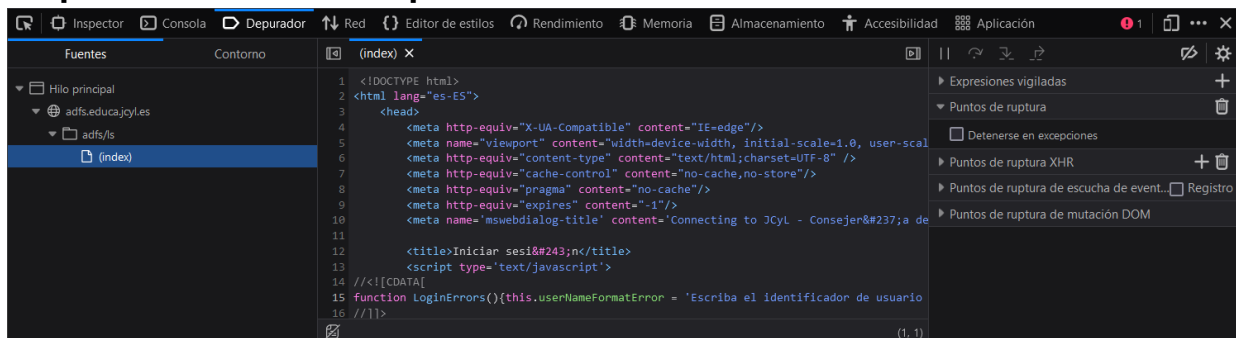 Inspector Consola Depurador Red Editor de estilos Rendimiento Memoria Almacenamiento Accesibilidad Aplicación 1
Fuentes Contorno (index)
Hilo principal
adfs.educa.jcyl.es
adfs/ls
(index)
1 <!DOCTYPE html>
2 <html lang="es-ES">
3 <head>
4 <meta http-equiv="X-UA-Compatible" content="IE=edge"/>
5 <meta name="viewport" content="width=device-width, initial-scale=1.0, user-scal
6 <meta http-equiv="content-type" content="text/html;charset=UTF-8" />
7 <meta http-equiv="cache-control" content="no-cache,no-store"/>
8 <meta http-equiv="pragma" content="no-cache"/>
9 <meta http-equiv="expires" content="-1"/>
10 <meta name='mswebdialog-title' content='Connecting to JCyL - Consejer&#237;a de
11
12 <title>Iniciar sesi&#243;n</title>
13 <script type='text/javascript'>
14 //<![CDATA[
15 function LoginErrors(){this.userNameFormatError = 'Escriba el identificador de usuario
16 //]]>
(1, 1)
Expresiones vigiladas
Puntos de ruptura
Detenerse en excepciones
Puntos de ruptura XHR
Puntos de ruptura de escucha de event... Registro
Puntos de ruptura de mutación DOM